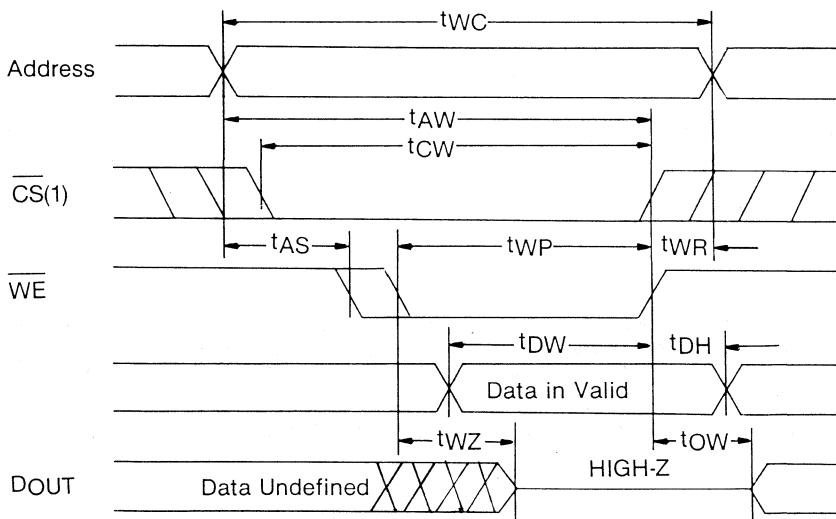 tWC
Address
tAW
tCW
CS(1)
tAS
tWP
tWR
WE
tDW
tDH
Data in Valid
tWZ
tOW
HIGH-Z
DOUT
Data Undefined